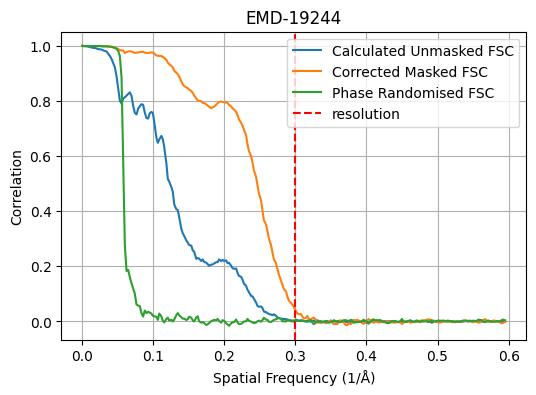 EMD-19244
Calculated Unmasked FSC
Corrected Masked FSC
Phase Randomised FSC
resolution
Correlation
1.0
0.8
0.6
0.4
0.2
0.0
0.0 0.1 0.2 0.3 0.4 0.5 0.6
Spatial Frequency (1/Å)